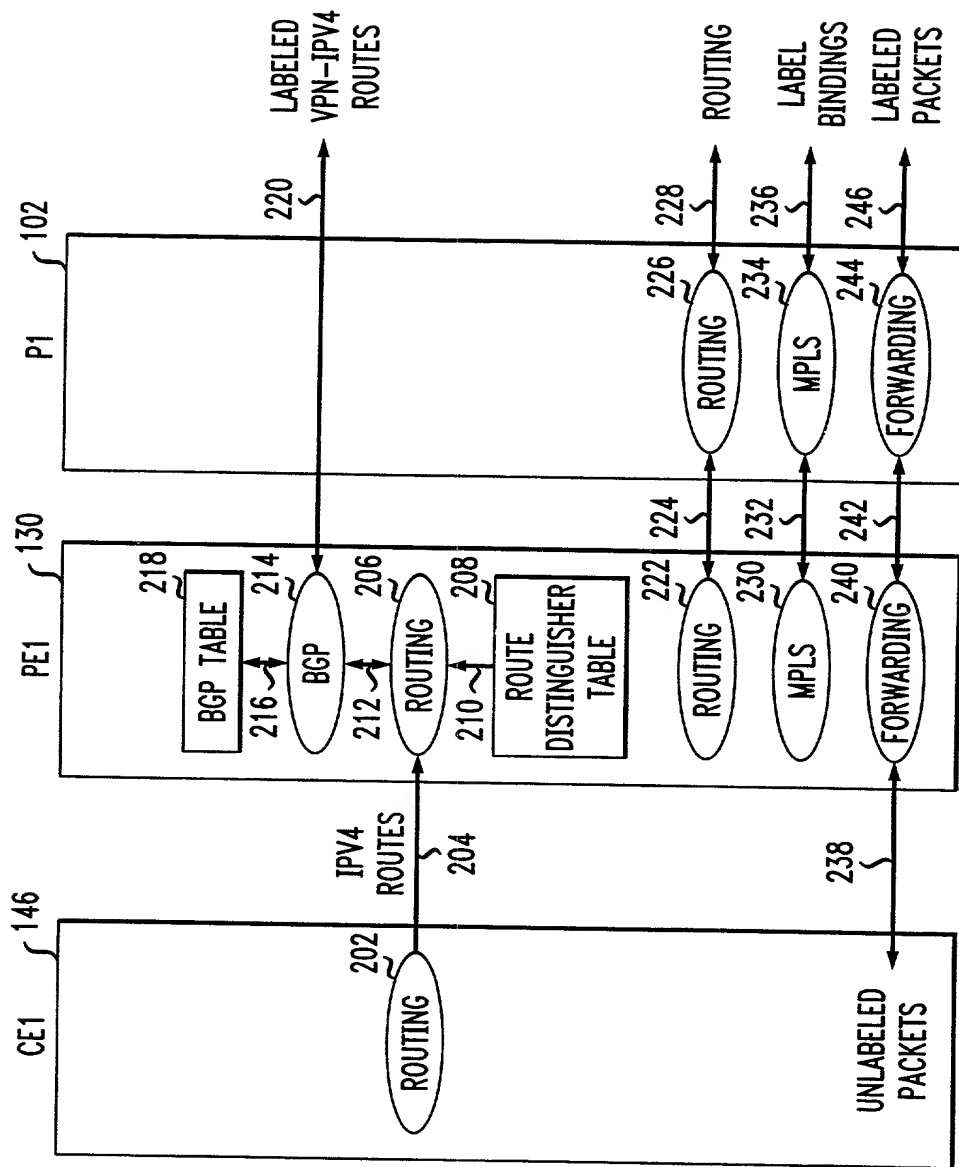 CE1
146
PE1
130
P1
102
BGP TABLE
218
216
BGP
214
220
LABELED
VPN-IPV4
ROUTES
212
ROUTING
202
IPV4
ROUTES
204
ROUTING
206
210
208
ROUTE
DISTINGUISHER
TABLE
ROUTING
222
224
ROUTING
226
228
ROUTING
MPLS
230
232
MPLS
234
236
LABEL
BINDINGS
UNLABELED
PACKETS
238
FORWARDING
240
242
FORWARDING
244
246
LABELED
PACKETS